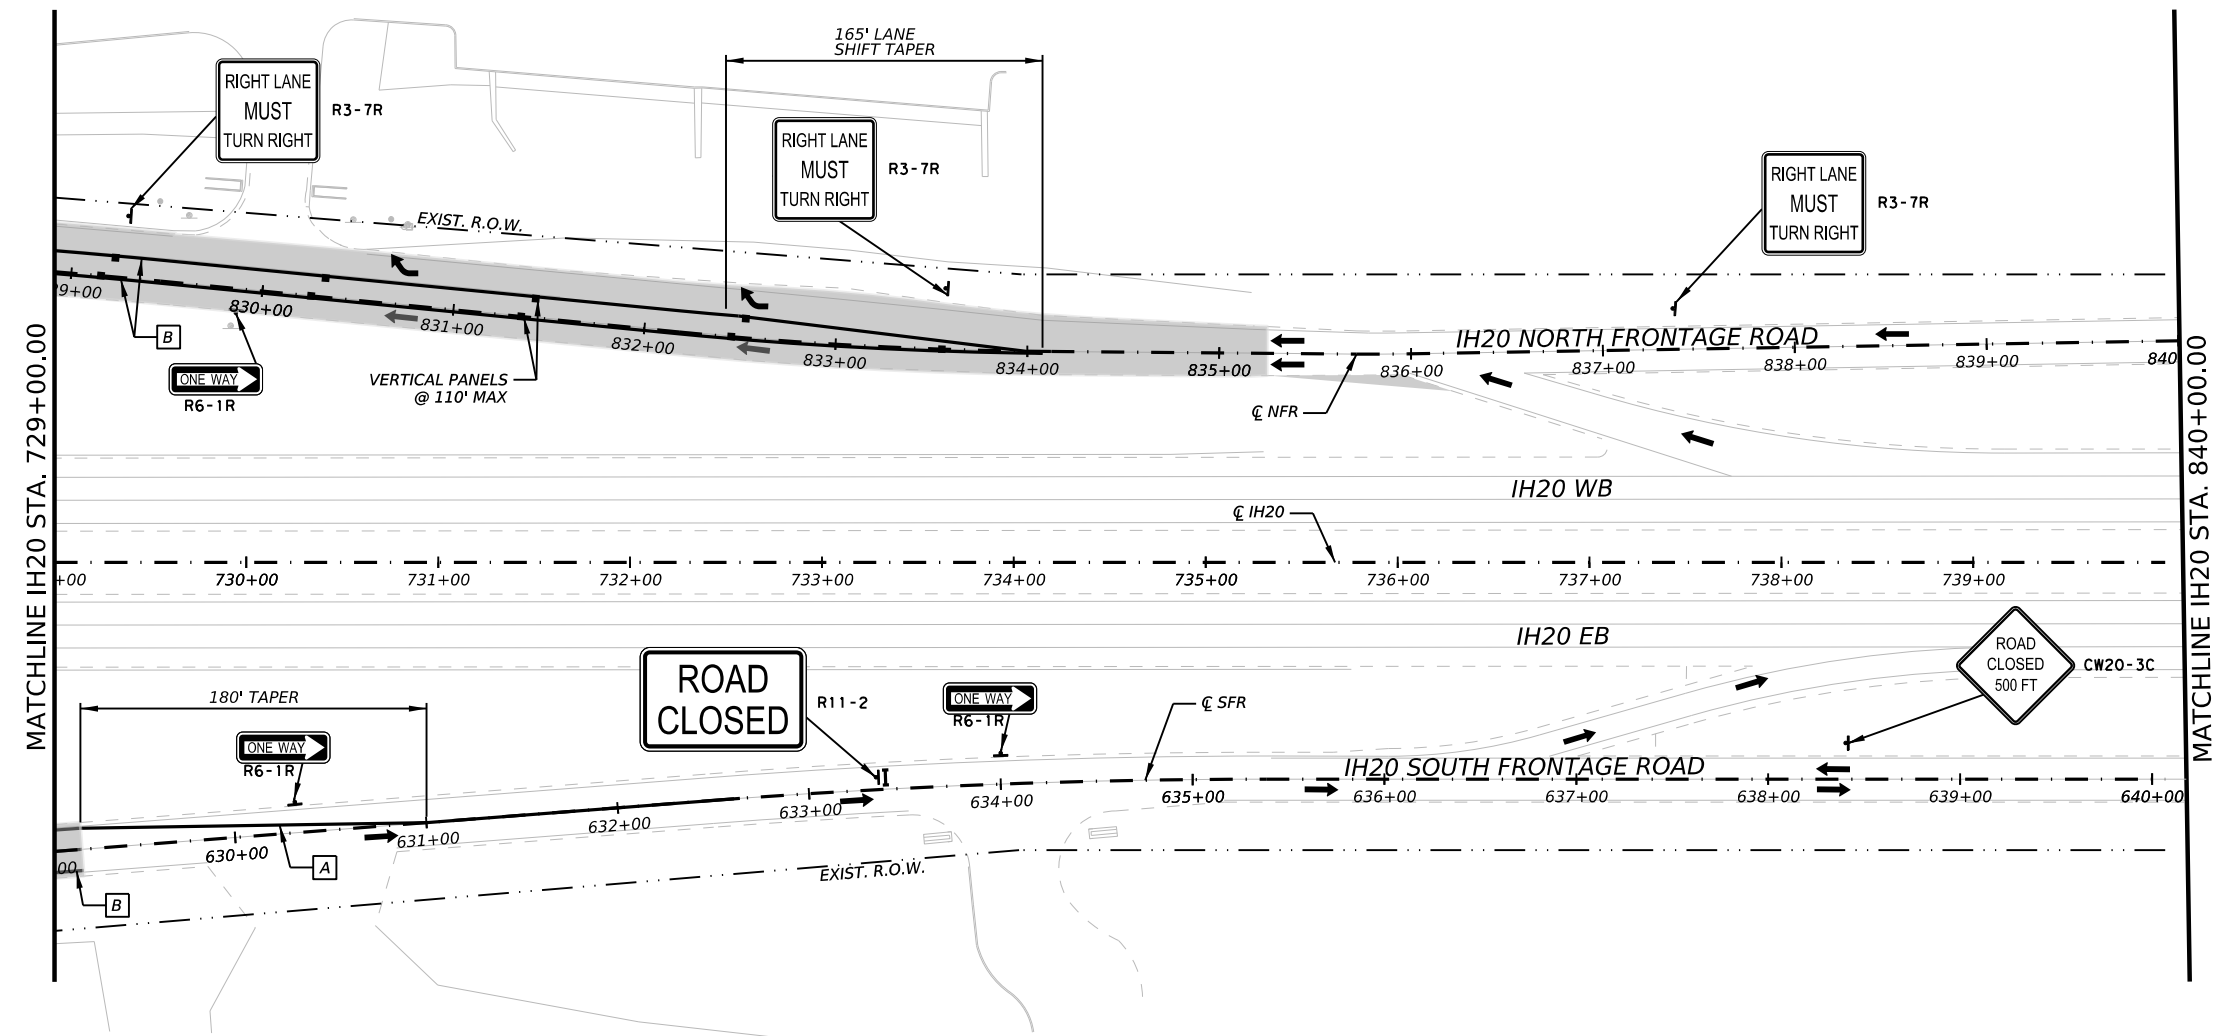 165' LANE
SHIFT TAPER
RIGHT LANE
MUST
TURN RIGHT
R3-7R
RIGHT LANE
MUST
TURN RIGHT
R3-7R
RIGHT LANE
MUST
TURN RIGHT
R3-7R
EXIST. R.O.W.
29+00
830+00
831+00
832+00
833+00
834+00
835+00
836+00
837+00
838+00
839+00
840
IH20 NORTH FRONTAGE ROAD
B
ONE WAY
R6-1R
VERTICAL PANELS
@ 110' MAX
℄ NFR
MATCHLINE IH20 STA. 729+00.00
MATCHLINE IH20 STA. 840+00.00
IH20 WB
℄ IH20
+00
730+00
731+00
732+00
733+00
734+00
735+00
736+00
737+00
738+00
739+00
IH20 EB
ROAD
CLOSED
500 FT
CW20-3C
ROAD
CLOSED
R11-2
ONE WAY
R6-1R
℄ SFR
180' TAPER
ONE WAY
R6-1R
IH20 SOUTH FRONTAGE ROAD
00
630+00
631+00
632+00
633+00
634+00
635+00
636+00
637+00
638+00
639+00
640+00
A
B
EXIST. R.O.W.